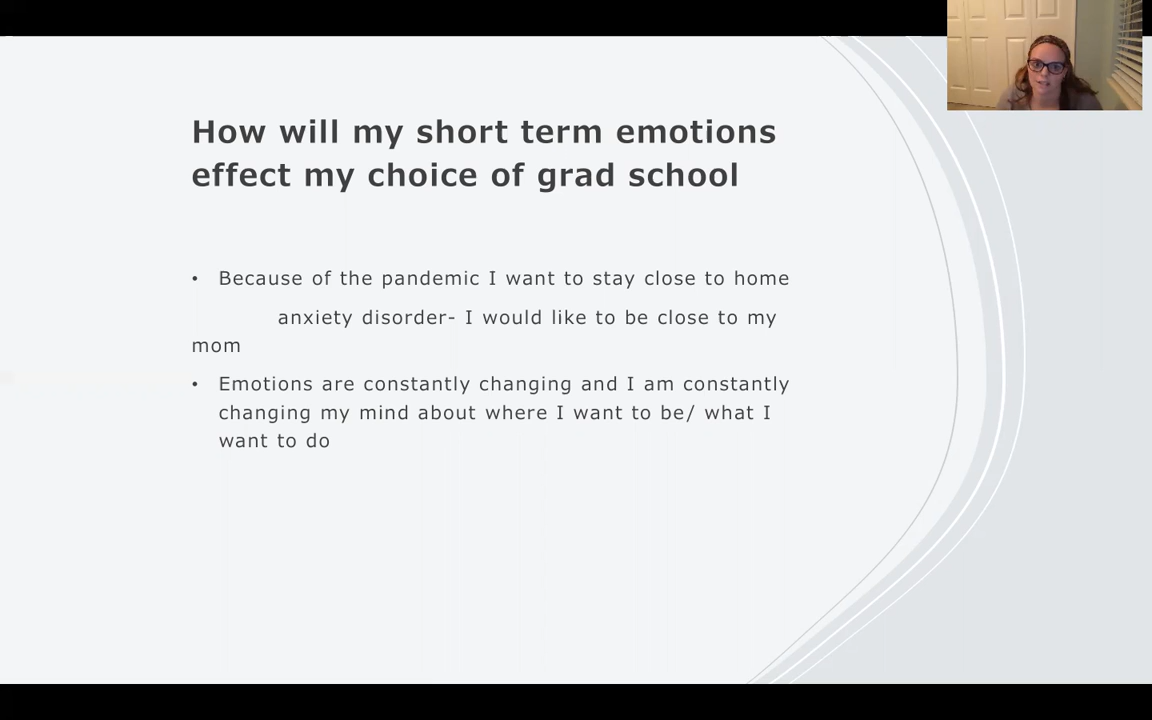 How will my short term emotions
effect my choice of grad school
• Because of the pandemic I want to stay close to home
anxiety disorder- I would like to be close to my
mom
• Emotions are constantly changing and I am constantly
changing my mind about where I want to be/ what I
want to do